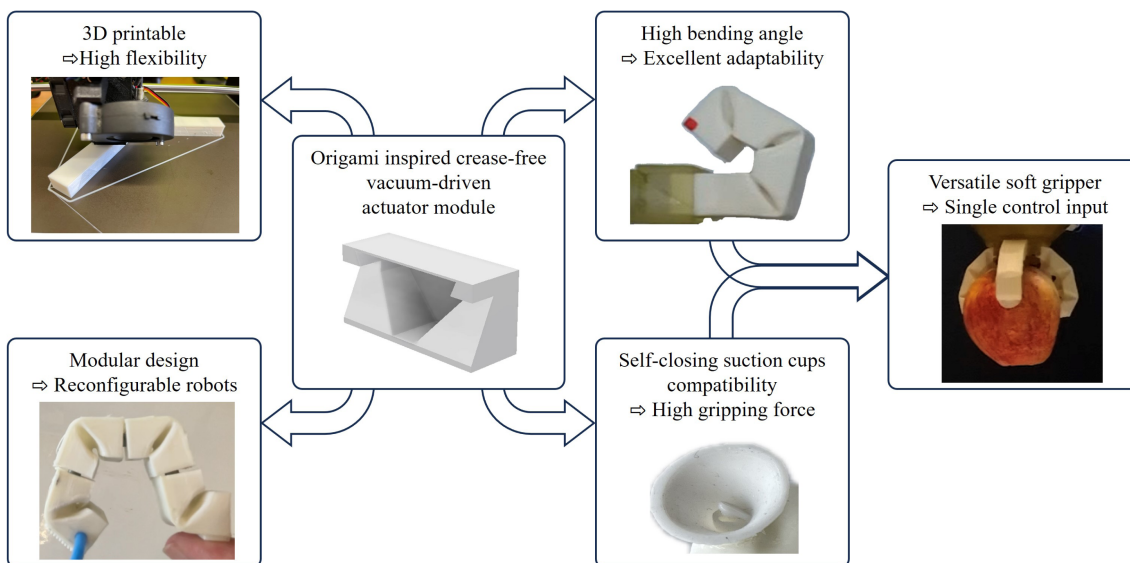 3D printable
⇨High flexibility
High bending angle
⇨ Excellent adaptability
Origami inspired crease-free
vacuum-driven
actuator module
Versatile soft gripper
⇨ Single control input
Modular design
⇨ Reconfigurable robots
Self-closing suction cups
compatibility
⇨ High gripping force